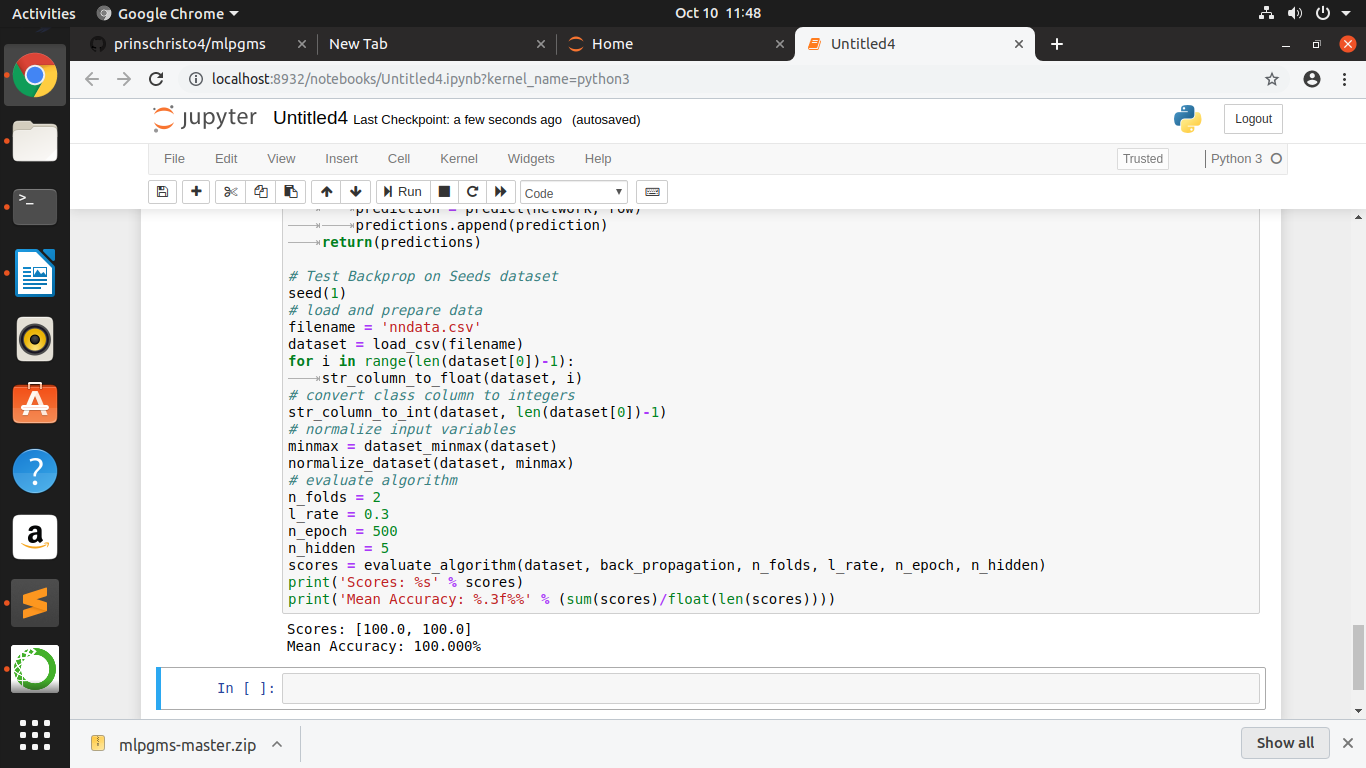 Activities Google Chrome Oct 10 11:48
prinschristo4/mlpgms New Tab Home Untitled4
localhost:8932/notebooks/Untitled4.ipynb?kernel_name=python3
jupyter Untitled4 Last Checkpoint: a few seconds ago (autosaved) Logout
File Edit View Insert Cell Kernel Widgets Help Trusted Python 3
Run Code
prediction = predict(network, row)
predictions.append(prediction)
return(predictions)
# Test Backprop on Seeds dataset
seed(1)
# load and prepare data
filename = 'nndata.csv'
dataset = load_csv(filename)
for i in range(len(dataset[0])-1):
str_column_to_float(dataset, i)
# convert class column to integers
str_column_to_int(dataset, len(dataset[0])-1)
# normalize input variables
minmax = dataset_minmax(dataset)
normalize_dataset(dataset, minmax)
# evaluate algorithm
n_folds = 2
l_rate = 0.3
n_epoch = 500
n_hidden = 5
scores = evaluate_algorithm(dataset, back_propagation, n_folds, l_rate, n_epoch, n_hidden)
print('Scores: %s' % scores)
print('Mean Accuracy: %.3f%%' % (sum(scores)/float(len(scores))))
Scores: [100.0, 100.0]
Mean Accuracy: 100.000%
In [ ]:
mlpgms-master.zip Show all